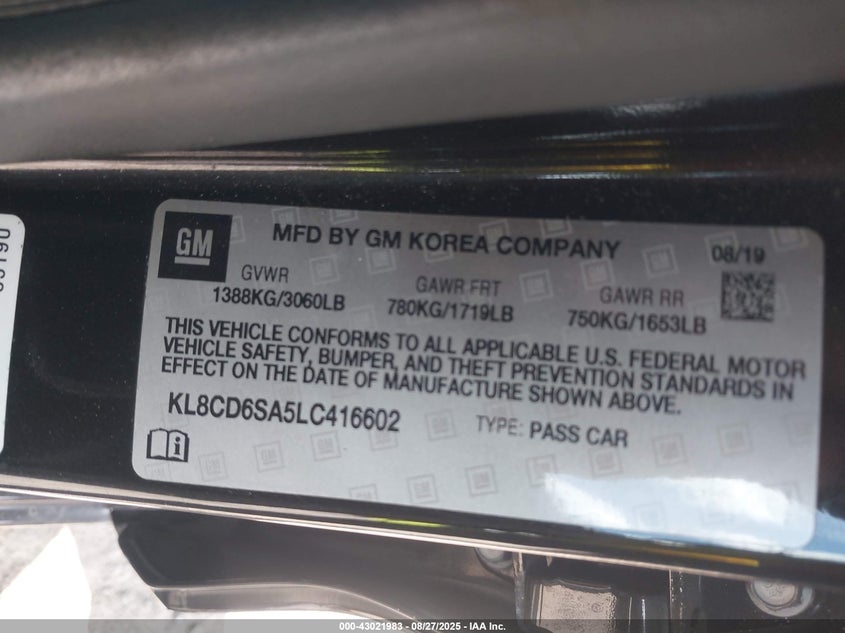 GM
MFD BY GM KOREA COMPANY
08/19
GVWR
1388KG/3060LB
GAWR FRT
780KG/1719LB
GAWR RR
750KG/1653LB
THIS VEHICLE CONFORMS TO ALL APPLICABLE U.S. FEDERAL MOTOR
VEHICLE SAFETY, BUMPER, AND THEFT PREVENTION STANDARDS IN
EFFECT ON THE DATE OF MANUFACTURE SHOWN ABOVE.
KL8CD6SA5LC416602
TYPE: PASS CAR
000-43021983 - 08/27/2025 - IAA Inc.